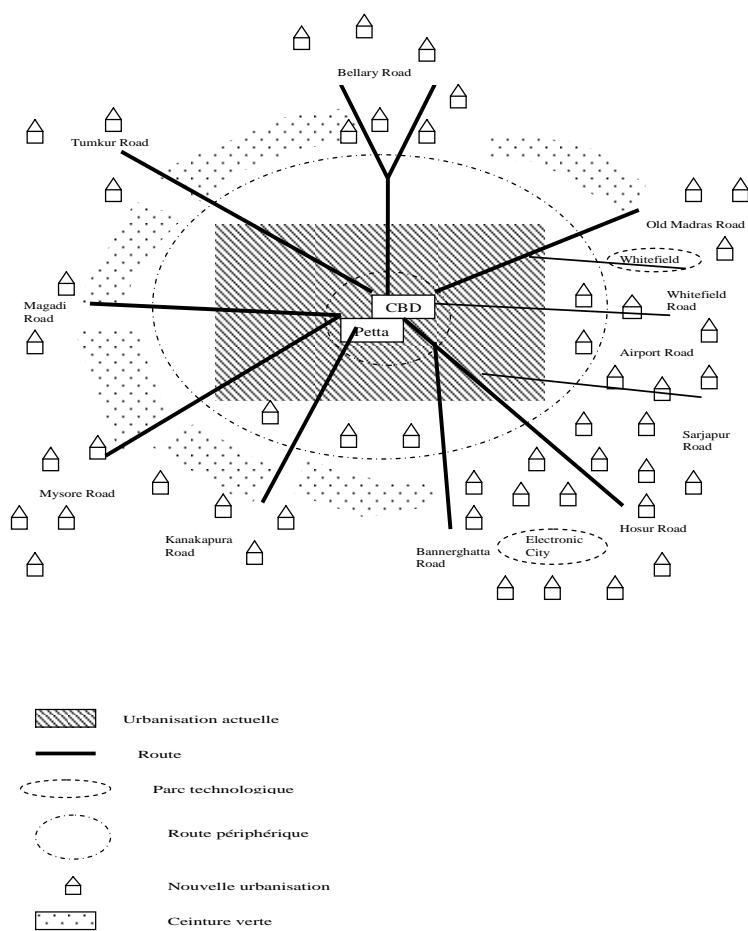 Bellary Road
Tumkur Road
Old Madras Road
Whitefield
Whitefield
Road
Magadi
Road
CBD
Petta
Airport Road
Sarjapur
Road
Mysore Road
Kanakapura
Road
Bannerghatta
Road
Electronic
City
Hosur Road
Urbanisation actuelle
Route
Parc technologique
Route périphérique
Nouvelle urbanisation
Ceinture verte